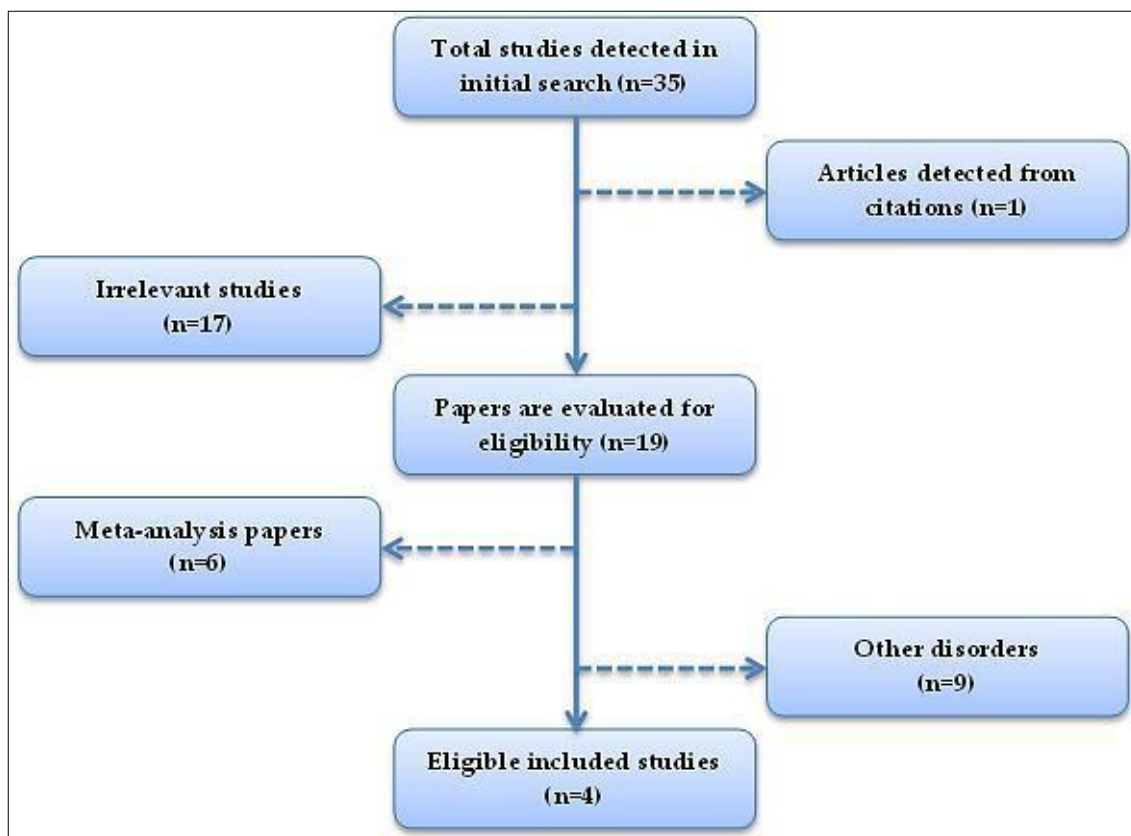 Total studies detected in
initial search (n=35)
Articles detected from
citations (n=1)
Irrelevant studies
(n=17)
Papers are evaluated for
eligibility (n=19)
Meta-analysis papers
(n=6)
Other disorders
(n=9)
Eligible included studies
(n=4)